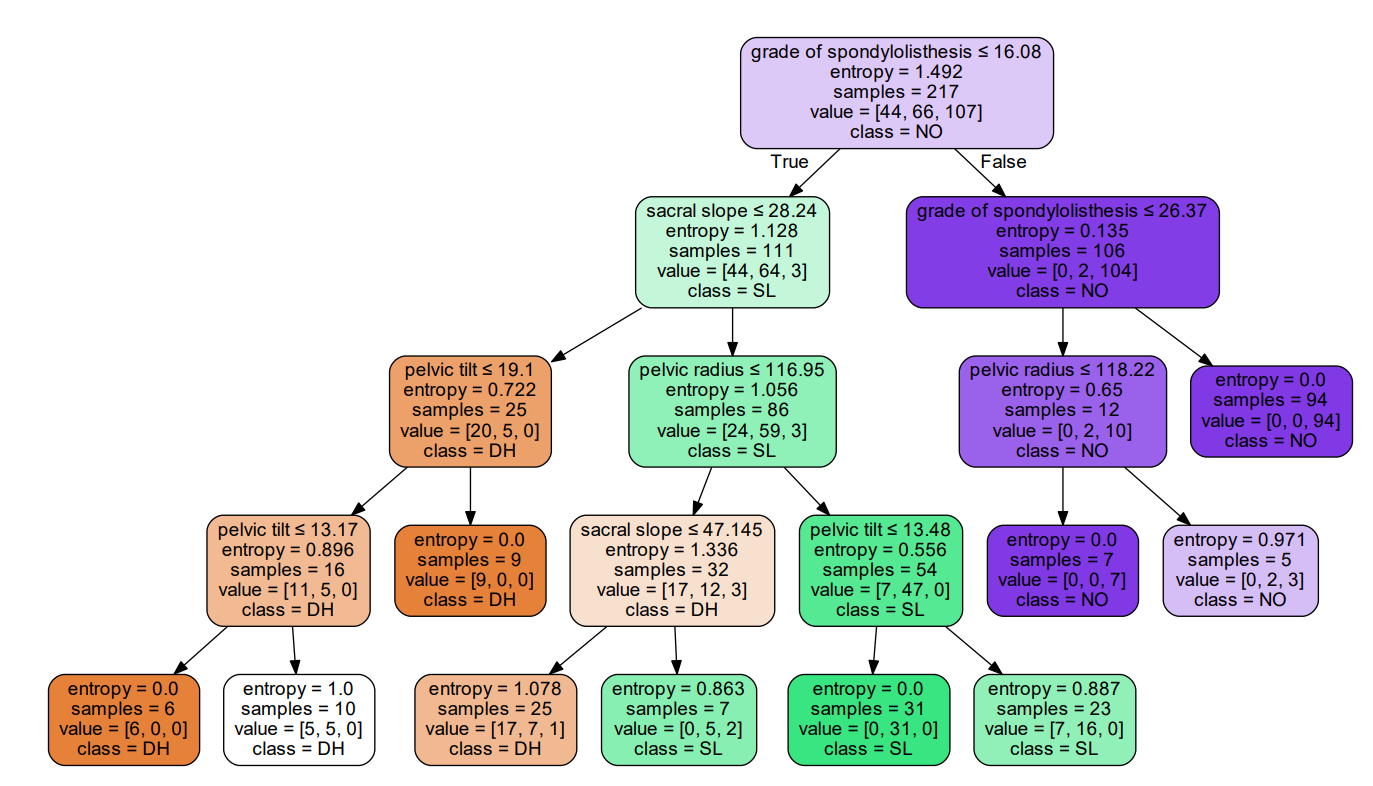 grade of spondylolisthesis ≤ 16.08
entropy = 1.492
samples = 217
value = [44, 66, 107]
class = NO
True
False
sacral slope ≤ 28.24
entropy = 1.128
samples = 111
value = [44, 64, 3]
class = SL
grade of spondylolisthesis ≤ 26.37
entropy = 0.135
samples = 106
value = [0, 2, 104]
class = NO
pelvic tilt ≤ 19.1
entropy = 0.722
samples = 25
value = [20, 5, 0]
class = DH
pelvic radius ≤ 116.95
entropy = 1.056
samples = 86
value = [24, 59, 3]
class = SL
pelvic radius ≤ 118.22
entropy = 0.65
samples = 12
value = [0, 2, 10]
class = NO
entropy = 0.0
samples = 94
value = [0, 0, 94]
class = NO
pelvic tilt ≤ 13.17
entropy = 0.896
samples = 16
value = [11, 5, 0]
class = DH
entropy = 0.0
samples = 9
value = [9, 0, 0]
class = DH
sacral slope ≤ 47.145
entropy = 1.336
samples = 32
value = [17, 12, 3]
class = DH
pelvic tilt ≤ 13.48
entropy = 0.556
samples = 54
value = [7, 47, 0]
class = SL
entropy = 0.0
samples = 7
value = [0, 0, 7]
class = NO
entropy = 0.971
samples = 5
value = [0, 2, 3]
class = NO
entropy = 0.0
samples = 6
value = [6, 0, 0]
class = DH
entropy = 1.0
samples = 10
value = [5, 5, 0]
class = DH
entropy = 1.078
samples = 25
value = [17, 7, 1]
class = DH
entropy = 0.863
samples = 7
value = [0, 5, 2]
class = SL
entropy = 0.0
samples = 31
value = [0, 31, 0]
class = SL
entropy = 0.887
samples = 23
value = [7, 16, 0]
class = SL